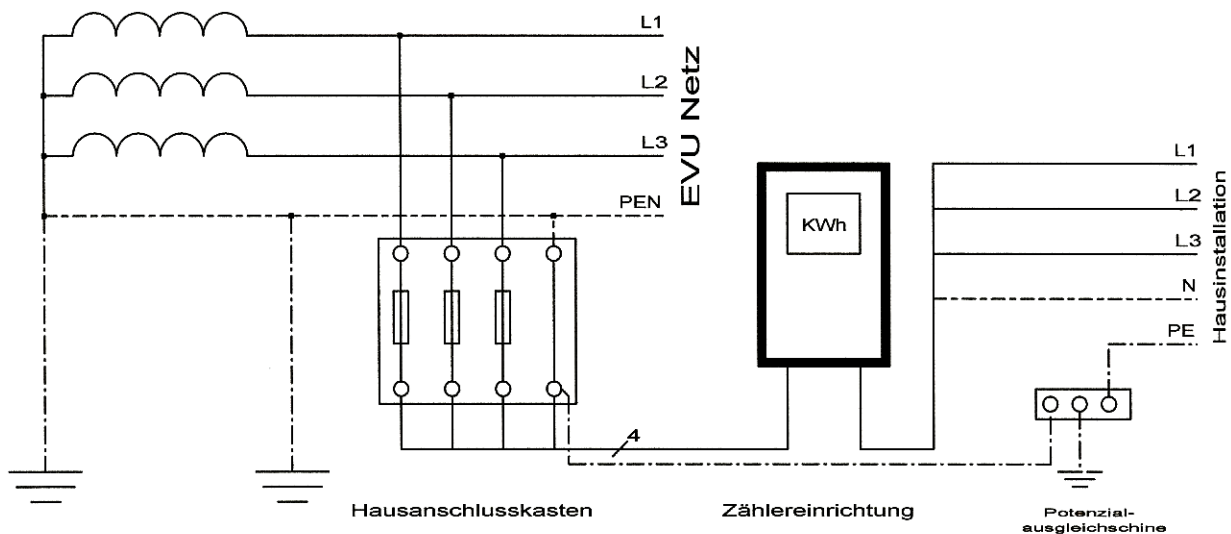 L1
L2
L3
PEN
EVU Netz
KWh
L1
L2
L3
N
PE
Hausinstallation
4
Hausanschlusskasten
Zählereinrichtung
Potenzial-
ausgleichschine